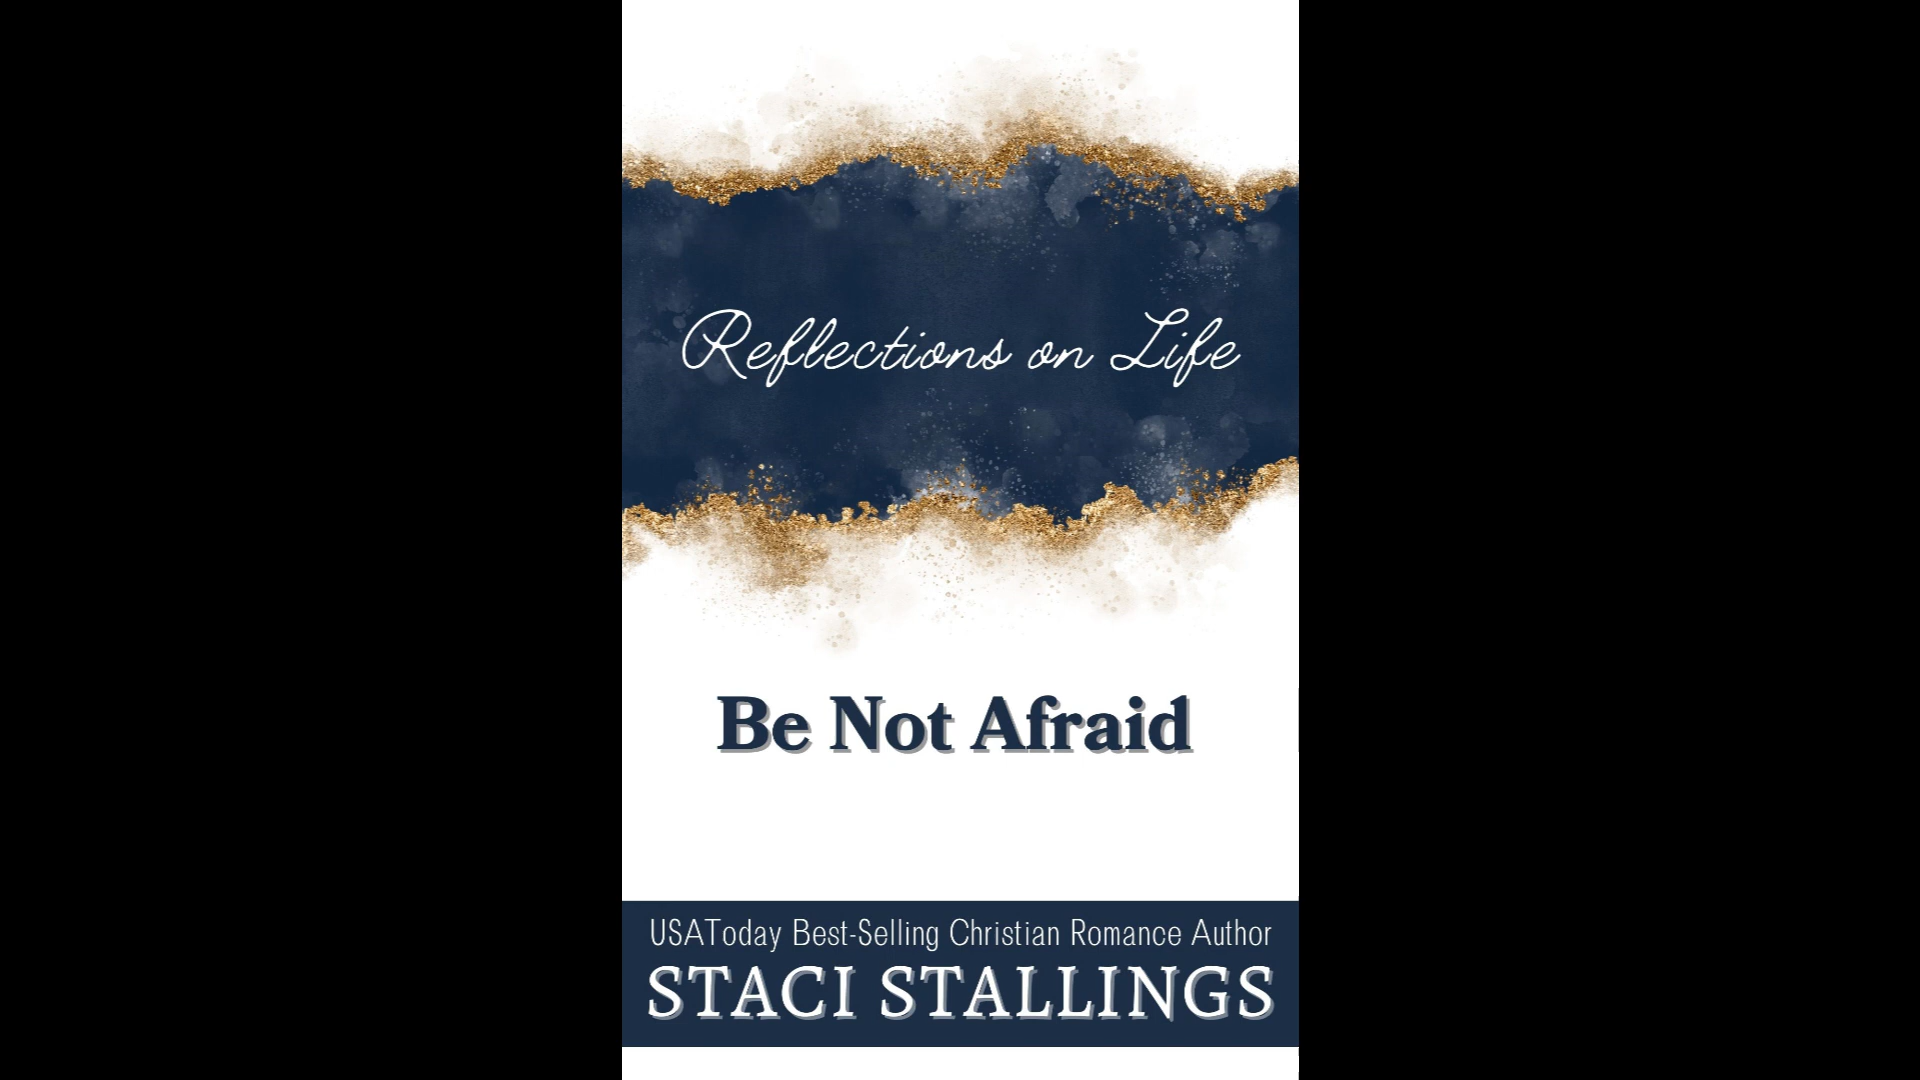 Reflections on Life
Be Not Afraid
USAToday Best-Selling Christian Romance Author
STACI STALLINGS